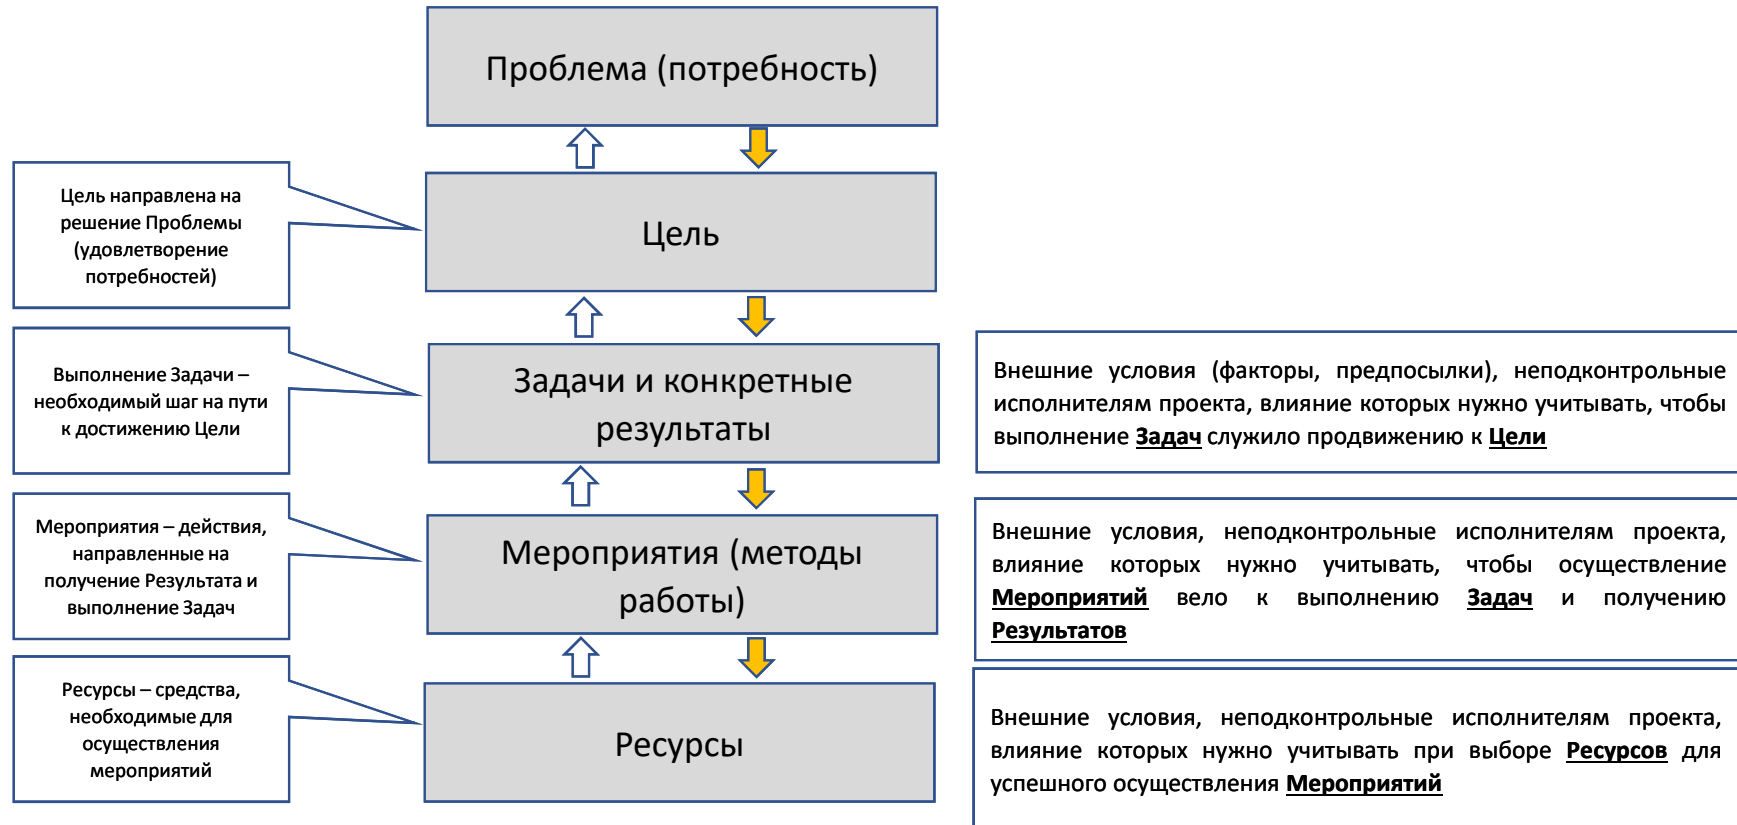 Проблема (потребность)
Цель направлена на
решение Проблемы
(удовлетворение
потребностей)
Цель
Выполнение Задачи –
необходимый шаг на пути
к достижению Цели
Задачи и конкретные
результаты
Внешние условия (факторы, предпосылки), неподконтрольные
исполнителям проекта, влияние которых нужно учитывать, чтобы
выполнение Задач служило продвижению к Цели
Мероприятия – действия,
направленные на
получение Результата и
выполнение Задач
Мероприятия (методы
работы)
Внешние условия, неподконтрольные исполнителям проекта,
влияние которых нужно учитывать, чтобы осуществление
Мероприятий вело к выполнению Задач и получению
Результатов
Ресурсы – средства,
необходимые для
осуществления
мероприятий
Ресурсы
Внешние условия, неподконтрольные исполнителям проекта,
влияние которых нужно учитывать при выборе Ресурсов для
успешного осуществления Мероприятий